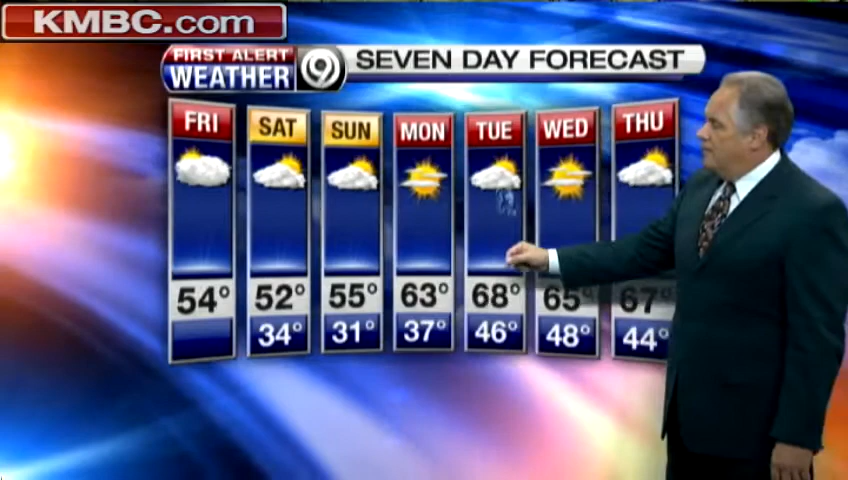 KMBC.com
FIRST ALERT
WEATHER 9
SEVEN DAY FORECAST
FRI SAT SUN MON TUE WED THU
54° 52° 55° 63° 68° 65° 67°
34° 31° 37° 46° 48° 44°